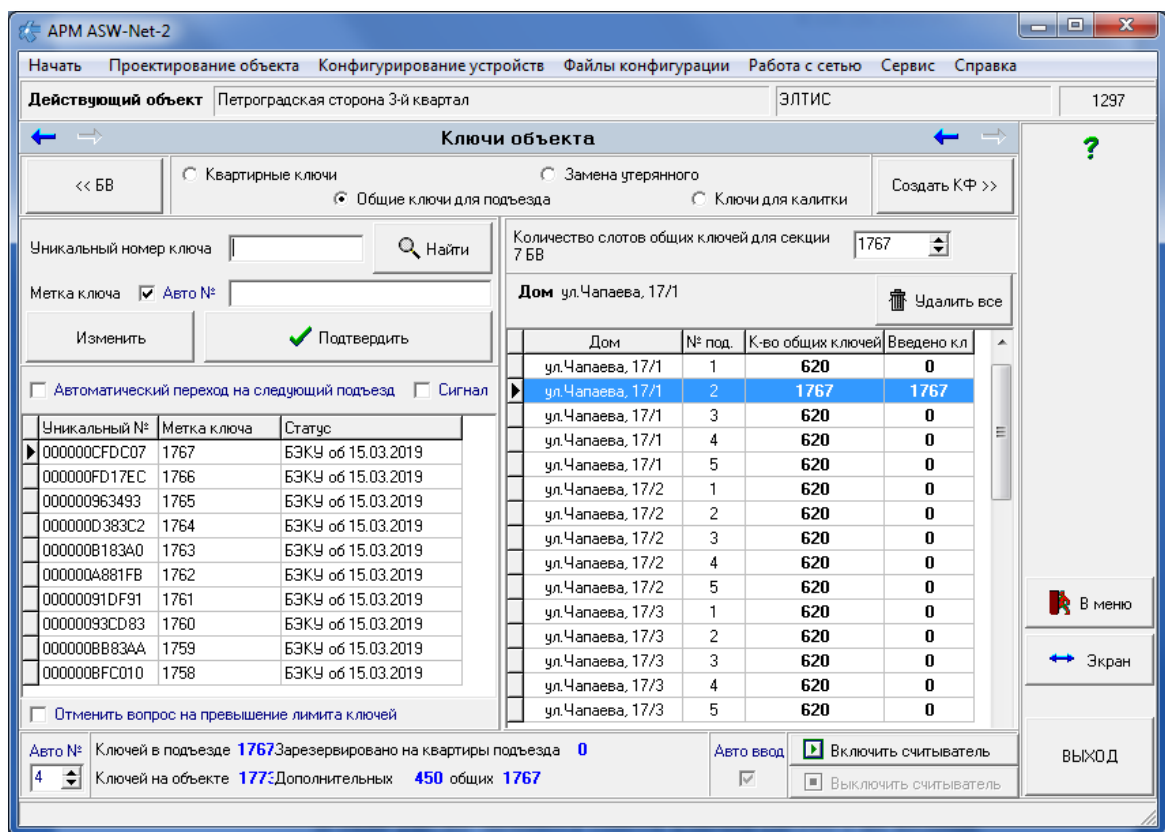 APM ASW-Net-2
Начать Проектирование объекта Конфигурирование устройств Файлы конфигурации Работа с сетью Сервис Справка
Действующий объект Петроградская сторона 3-й квартал ЭЛТИС 1297
Ключи объекта
?
<< БВ
Квартирные ключи Замена утерянного
Общие ключи для подъезда Ключи для калитки
Создать КФ >>
Уникальный номер ключа Найти
Метка ключа Авто №
Изменить Подтвердить
Автоматический переход на следующий подъезд Сигнал
Уникальный № Метка ключа Статус
000000CFDC07 1767 БЭКУ об 15.03.2019
000000FD17EC 1766 БЭКУ об 15.03.2019
000000963493 1765 БЭКУ об 15.03.2019
000000D383C2 1764 БЭКУ об 15.03.2019
000000B183A0 1763 БЭКУ об 15.03.2019
000000A881FB 1762 БЭКУ об 15.03.2019
00000091DF91 1761 БЭКУ об 15.03.2019
00000093CD83 1760 БЭКУ об 15.03.2019
000000BB83AA 1759 БЭКУ об 15.03.2019
000000BFC010 1758 БЭКУ об 15.03.2019
Отменить вопрос на превышение лимита ключей
Количество слотов общих ключей для секции
7 БВ
1767
Дом ул.Чапаева, 17/1 Удалить все
Дом № под. К-во общих ключей Введено кл
ул.Чапаева, 17/1 1 620 0
ул.Чапаева, 17/1 2 1767 1767
ул.Чапаева, 17/1 3 620 0
ул.Чапаева, 17/1 4 620 0
ул.Чапаева, 17/1 5 620 0
ул.Чапаева, 17/2 1 620 0
ул.Чапаева, 17/2 2 620 0
ул.Чапаева, 17/2 3 620 0
ул.Чапаева, 17/2 4 620 0
ул.Чапаева, 17/2 5 620 0
ул.Чапаева, 17/3 1 620 0
ул.Чапаева, 17/3 2 620 0
ул.Чапаева, 17/3 3 620 0
ул.Чапаева, 17/3 4 620 0
ул.Чапаева, 17/3 5 620 0
В меню
Экран
ВЫХОД
Авто №
4
Ключей в подъезде 1767 Зарезервировано на квартиры подъезда 0
Ключей на объекте 177 Дополнительных 450 общих 1767
Авто ввод
Включить считыватель
Выключить считыватель